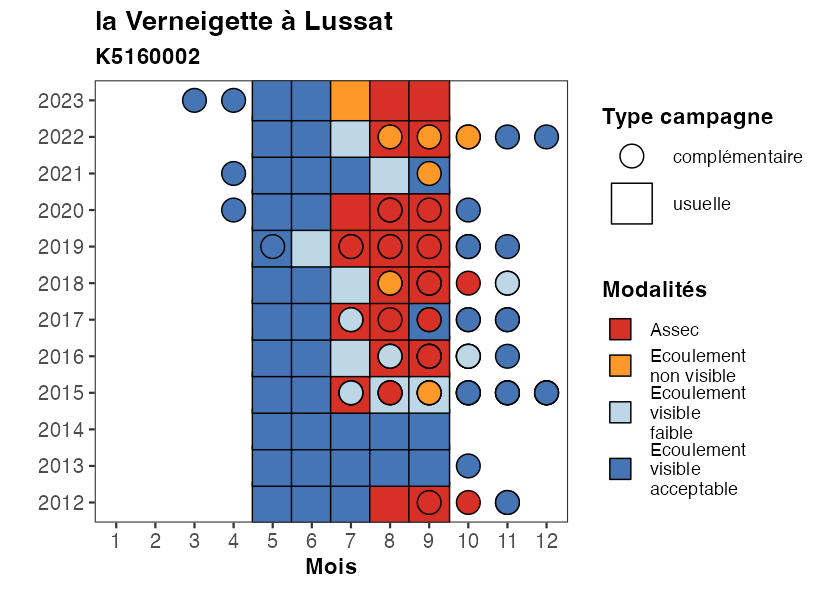 la Verneigette à Lussat
K5160002
2023
2022
2021
2020
2019
2018
2017
2016
2015
2014
2013
2012
1 2 3 4 5 6 7 8 9 10 11 12
Mois
Type campagne
complémentaire
usuelle
Modalités
Assec
Ecoulement
non visible
Ecoulement
visible
faible
Ecoulement
visible
acceptable